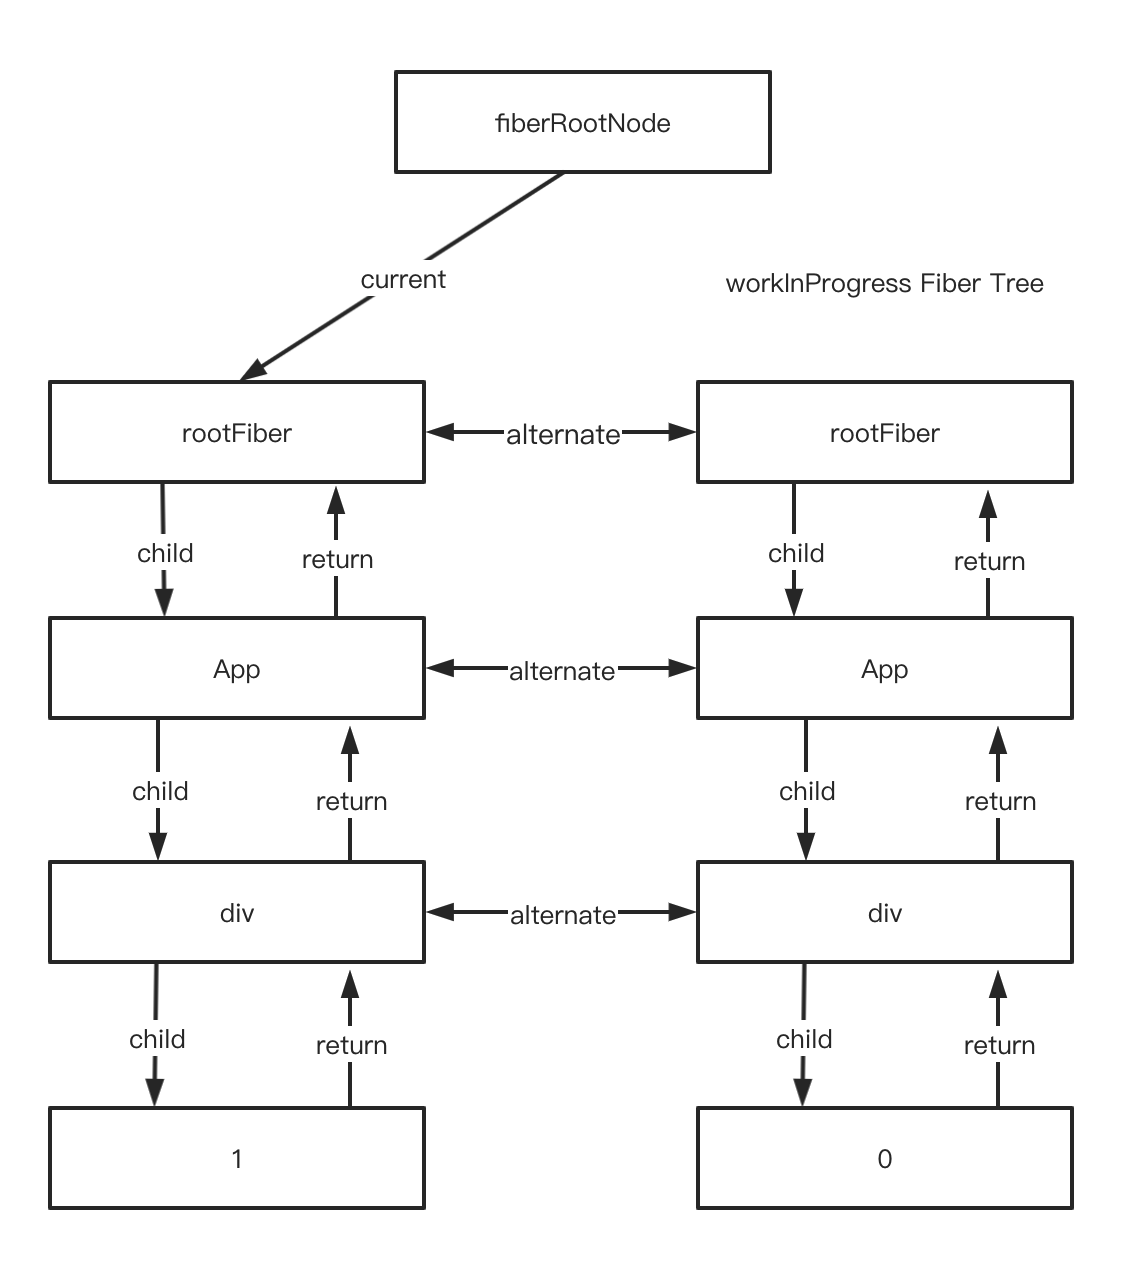 fiberRootNode
current
workInProgress Fiber Tree
rootFiber
alternate
rootFiber
child
return
child
return
App
alternate
App
child
return
child
return
div
alternate
div
child
return
child
return
1
0